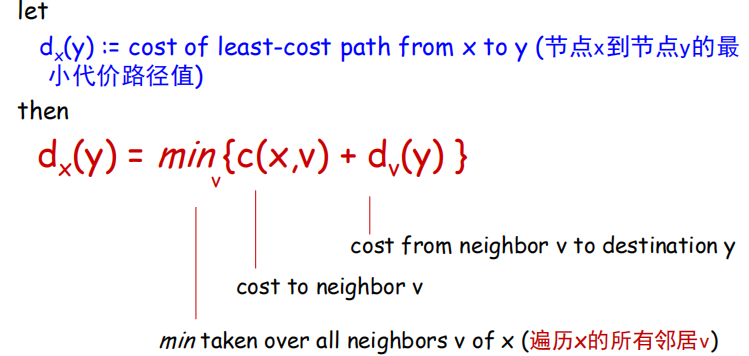 let
dx(y) := cost of least-cost path from x to y (节点x到节点y的最
小代价路径值)
then
dx(y) = min{c(x,v) + dv(y) }
v
cost from neighbor v to destination y
cost to neighbor v
min taken over all neighbors v of x (遍历x的所有邻居v)